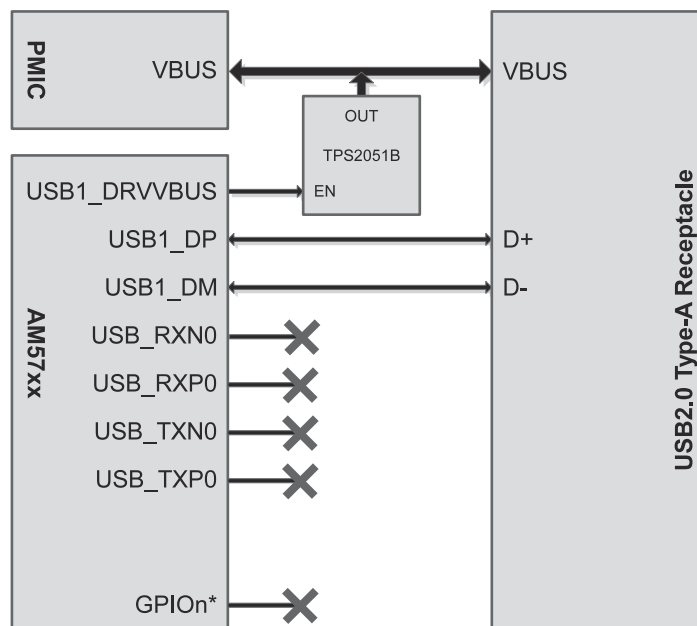 PMIC
VBUS
VBUS
OUT
TPS2051B
EN
AM57xx
USB1_DRVVBUS
USB1_DP
USB1_DM
USB_RXN0
USB_RXP0
USB_TXN0
USB_TXP0
GPIOn*
D+
D-
USB2.0 Type-A Receptacle